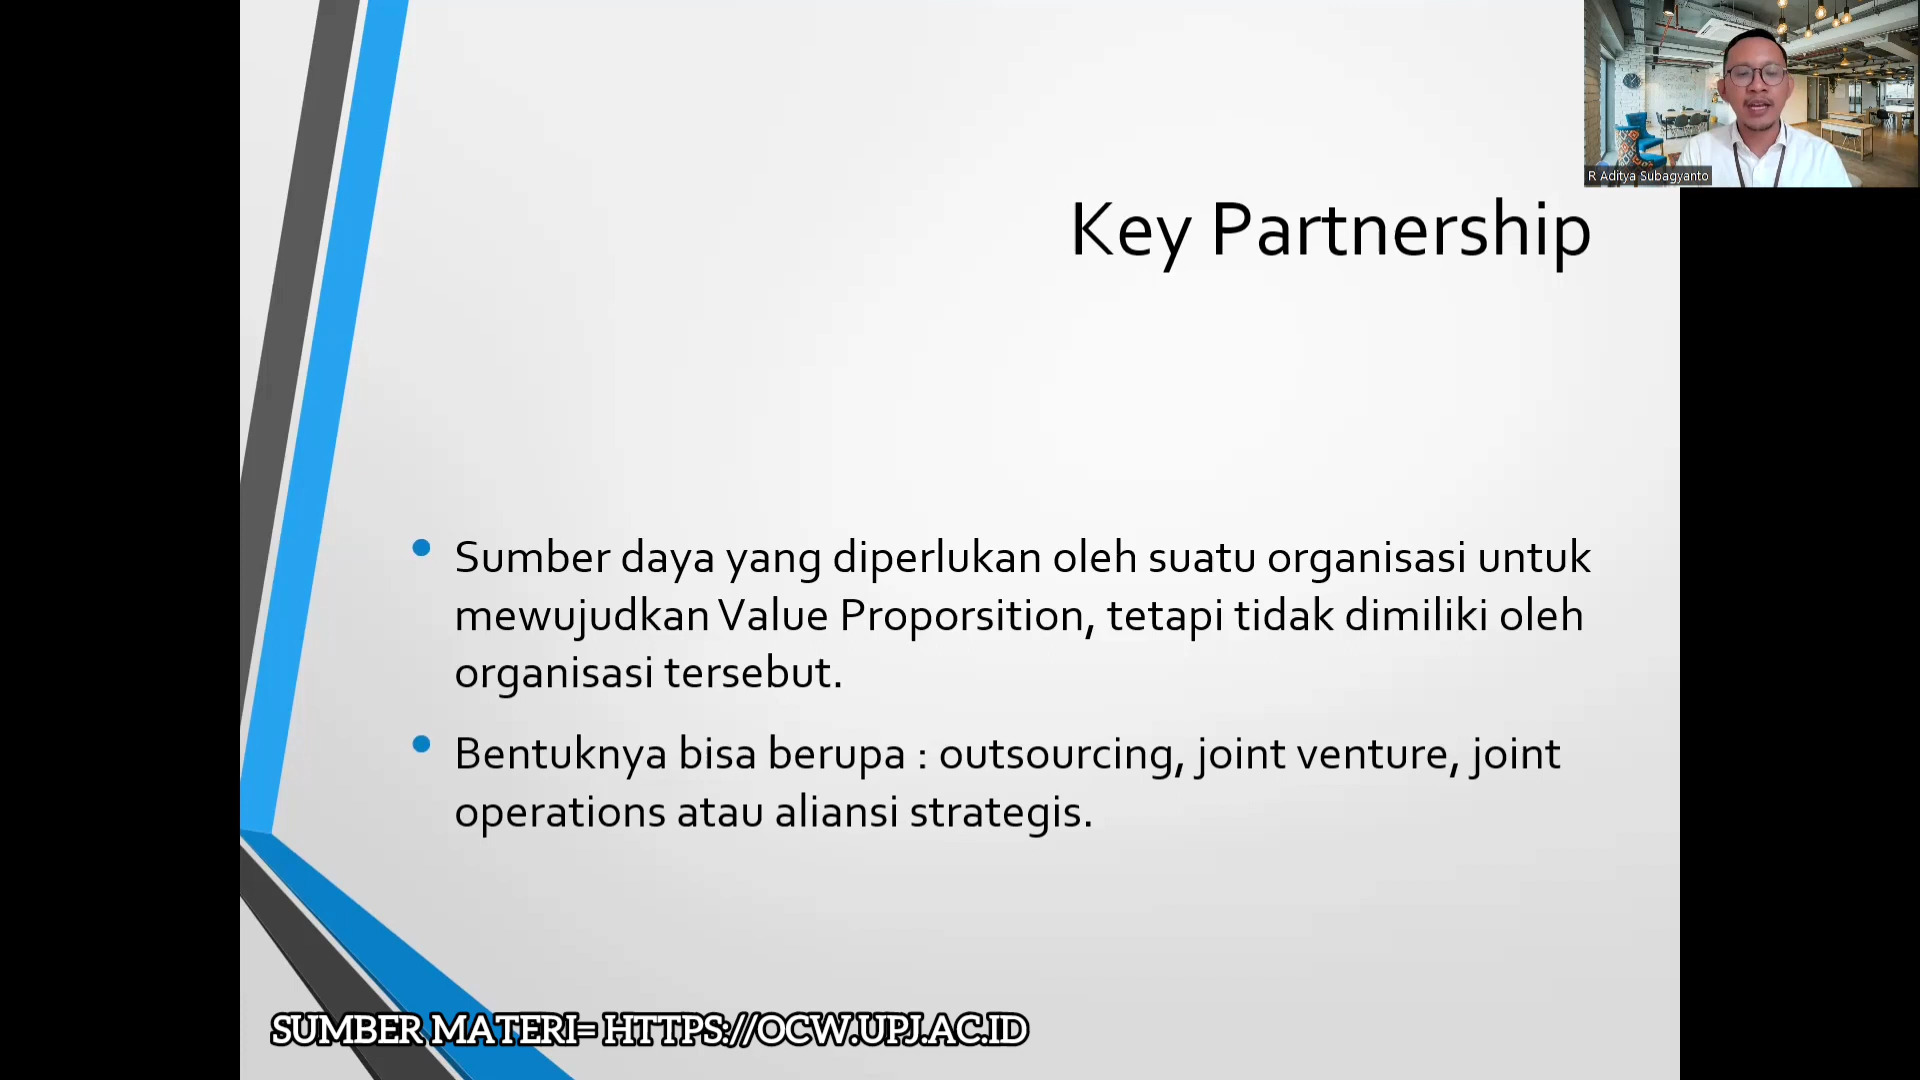 R Aditya Subagyanto
Key Partnership
• Sumber daya yang diperlukan oleh suatu organisasi untuk
mewujudkan Value Proporsition, tetapi tidak dimiliki oleh
organisasi tersebut.
• Bentuknya bisa berupa : outsourcing, joint venture, joint
operations atau aliansi strategis.
SUMBER MATERI= HTTPS://OCW.UPJ.AC.ID